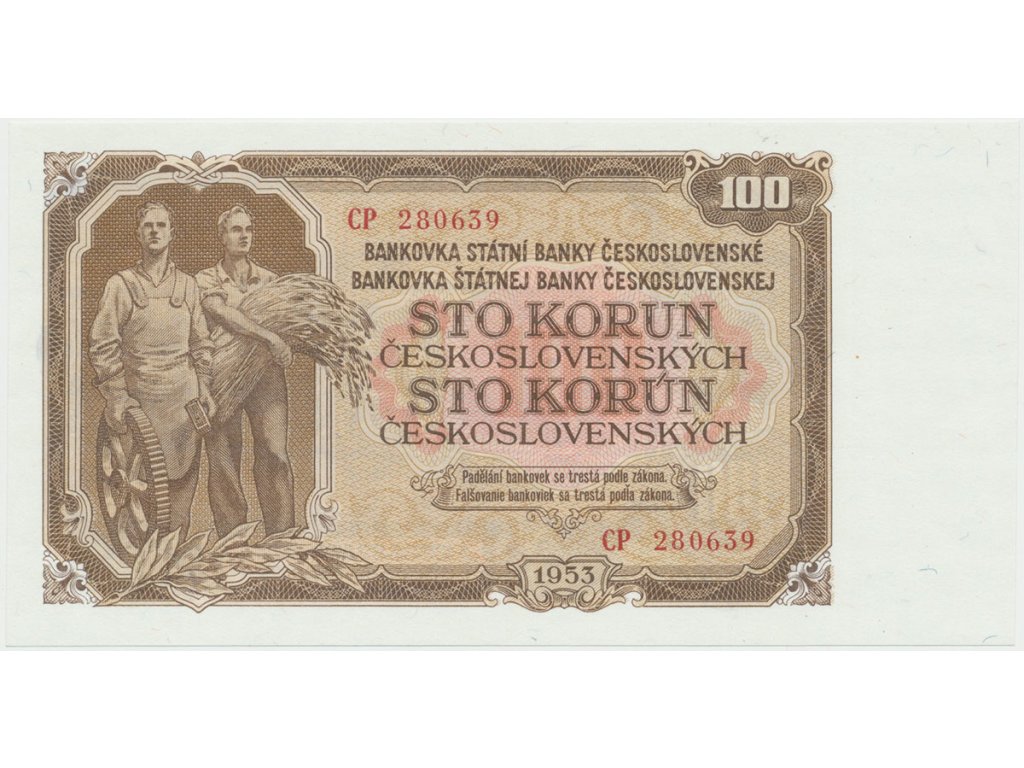 100
CP 280639
BANKOVKA STÁTNÍ BANKY ČESKOSLOVENSKÉ
BANKOVKA ŠTÁTNEJ BANKY ČESKOSLOVENSKEJ
STO KORUN
ČESKOSLOVENSKÝCH
STO KORÚN
ČESKOSLOVENSKÝCH
Padělání bankovek se trestá podle zákona.
Falšovanie bankoviek sa trestá podľa zákona.
CP 280639
1953